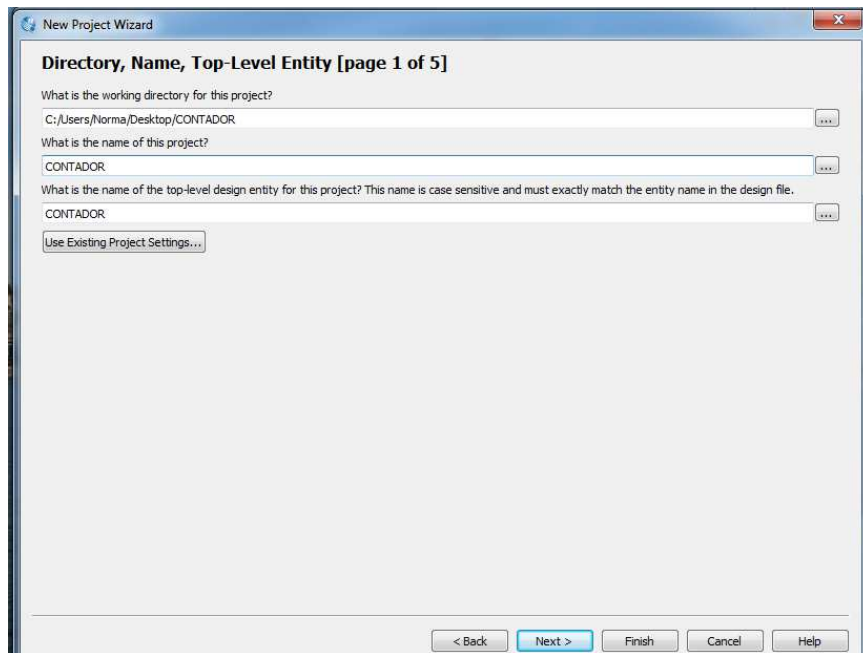 New Project Wizard
Directory, Name, Top-Level Entity [page 1 of 5]
What is the working directory for this project?
C:/Users/Norma/Desktop/CONTADOR
...
What is the name of this project?
CONTADOR
...
What is the name of the top-level design entity for this project? This name is case sensitive and must exactly match the entity name in the design file.
CONTADOR
...
Use Existing Project Settings...
< Back Next > Finish Cancel Help